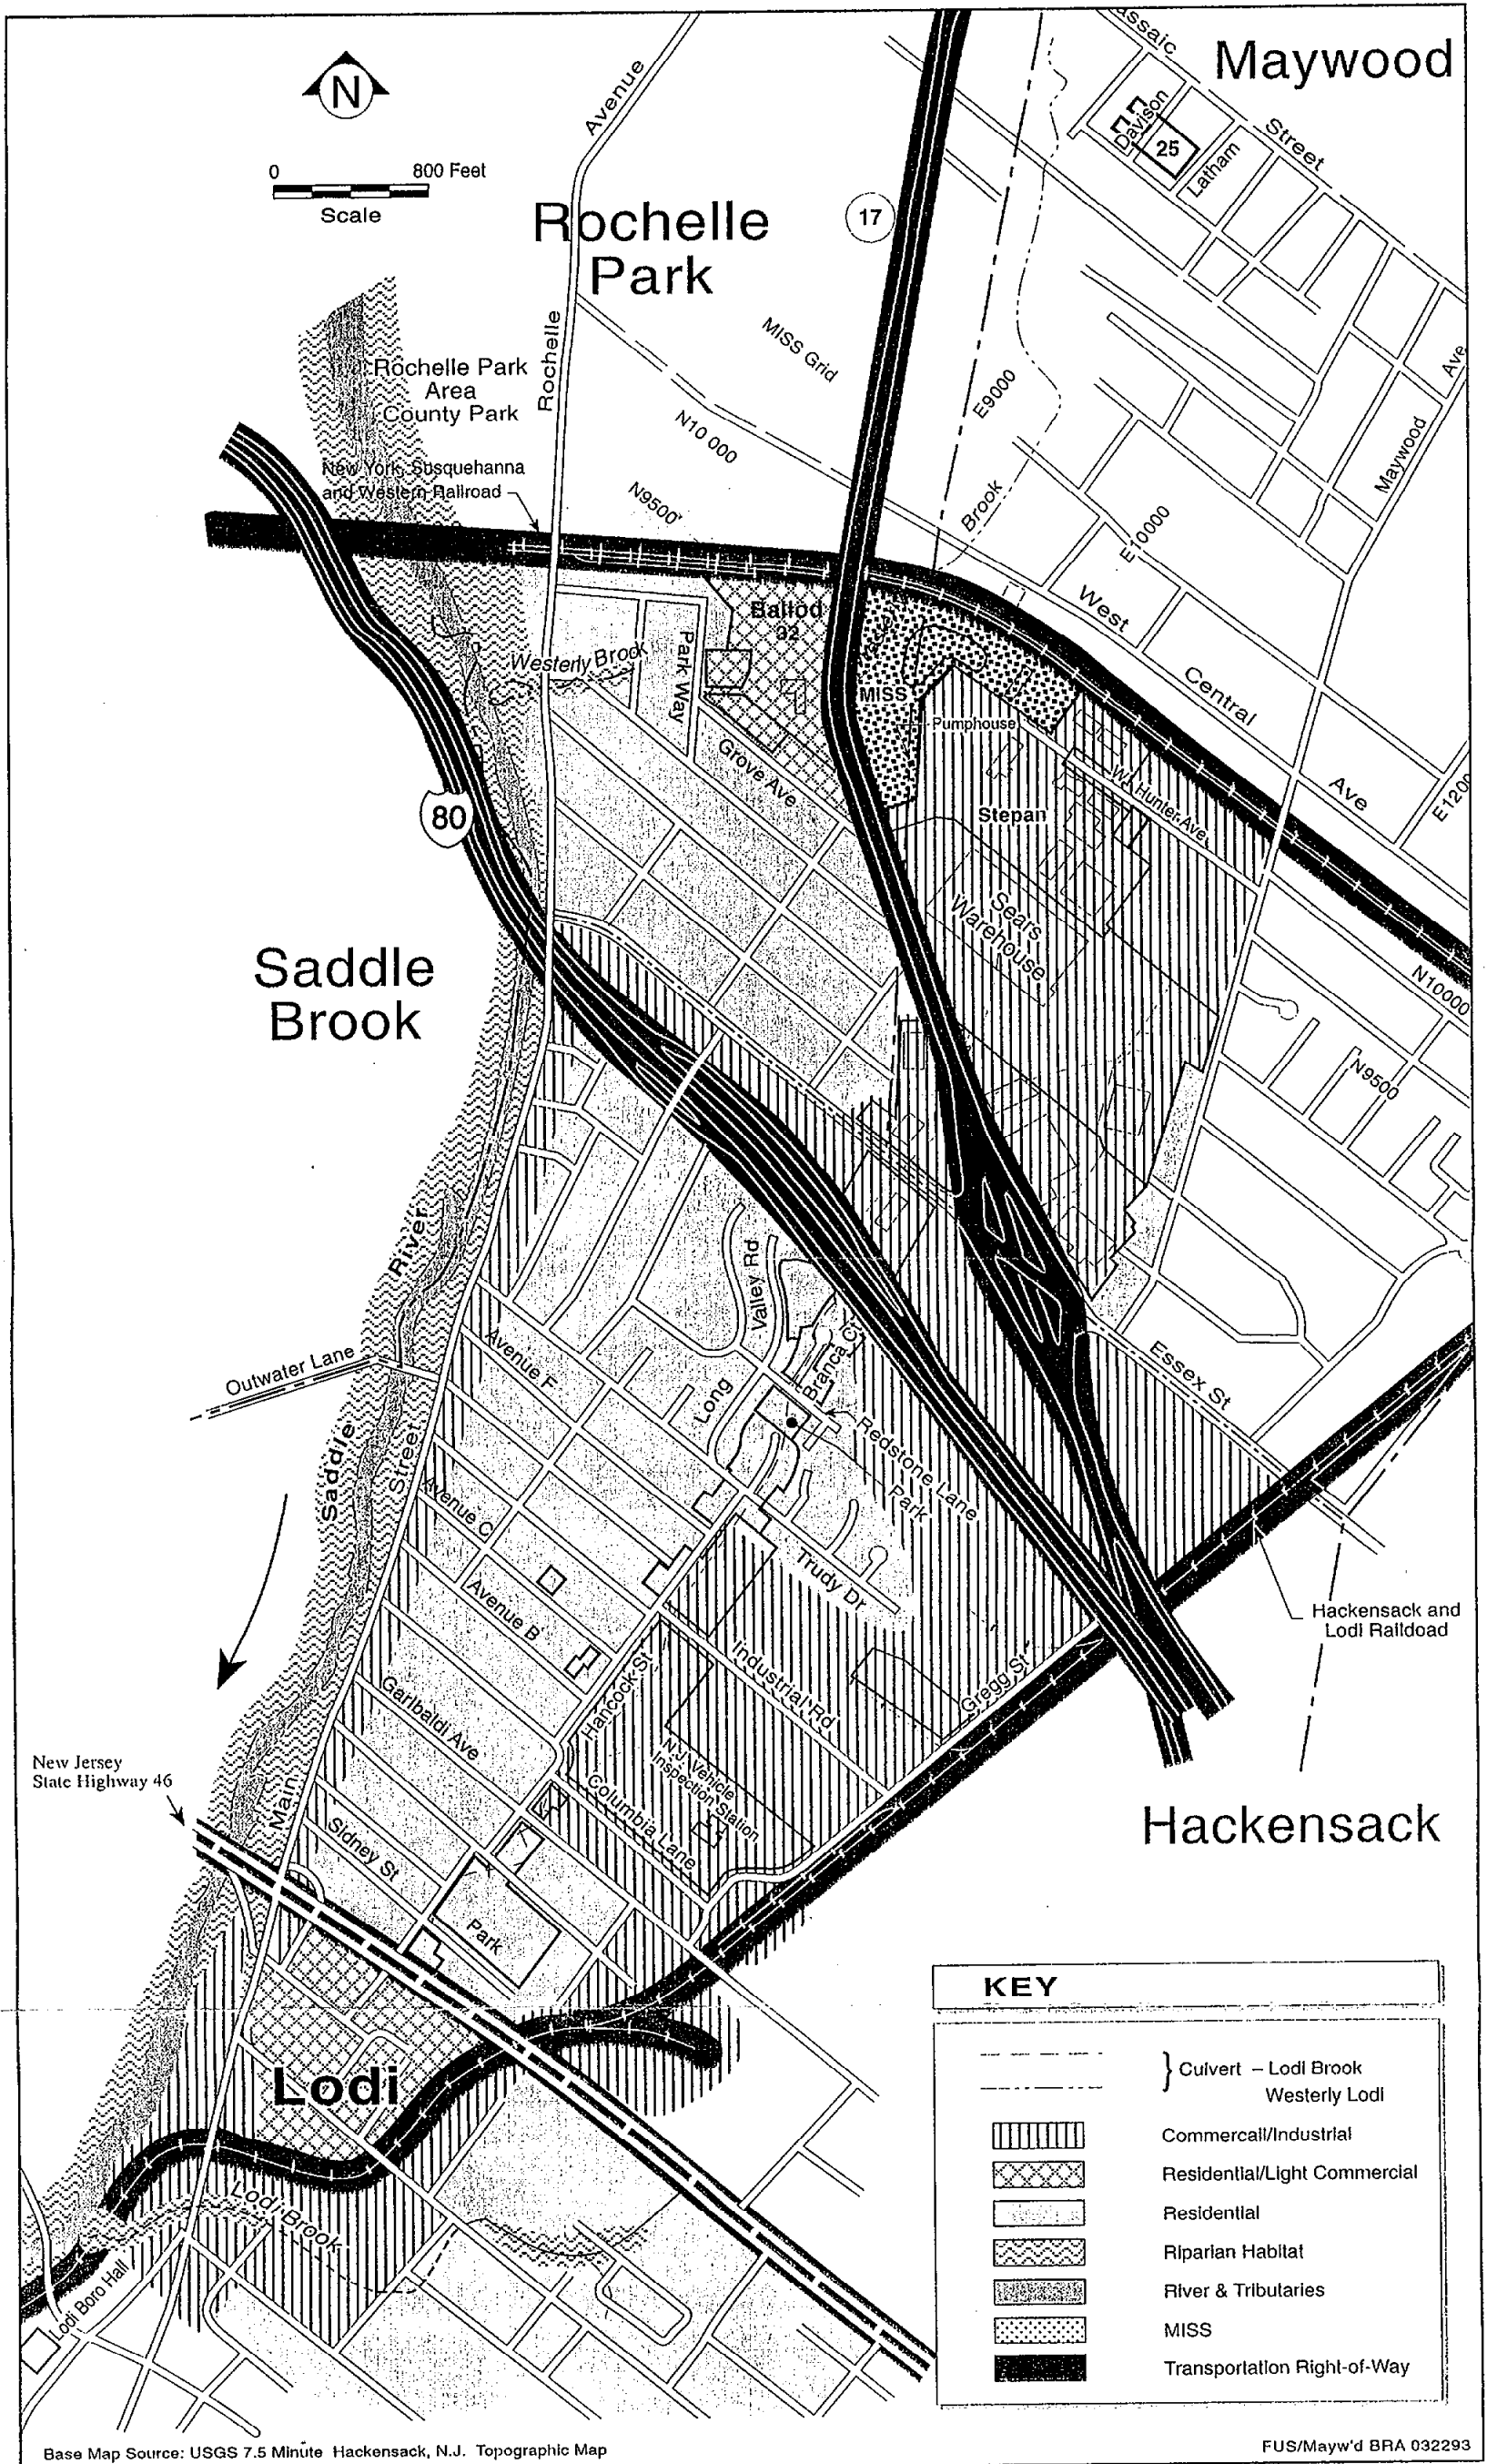 Maywood
N
0 800 Feet
Scale
Avenue
assaic
Street
Davison
25
Latham
Rochelle
Park
17
MISS Grid
Rochelle
Rochelle Park
Area
County Park
E9000
Ave
Maywood
N10 000
New York, Susquehanna
and Western Railroad
N9500'
Brook
E10000
West
Central
Ave
E1200
Ballod
32
Westerly Brook
Park Way
MISS
Pumphouse
Grove Ave
W. Hunter Ave
80
Stepan
Sears
Warehouse
Saddle
Brook
N10000
N9500
River
Valley Rd
Outwater Lane
Avenue F
Branca Ct
Long
Essex St
Saddle
Street
Redstone Lane
Park
Avenue C
Trudy Dr
Avenue B
Hackensack and
Lodi Raildoad
Hancock St
Industrial Rd
Gregg St
Garibaldi Ave
N.J. Vehicle
Inspection Station
New Jersey
State Highway 46
Main
Columbia Lane
Hackensack
Sidney St
Park
Lodi
Lodi Brook
Lodi Boro Hall
KEY
} Culvert – Lodi Brook
Westerly Lodi
Commercail/Industrial
Residential/Light Commercial
Residential
Riparian Habitat
River & Tributaries
MISS
Transportation Right-of-Way
Base Map Source: USGS 7.5 Minute Hackensack, N.J. Topographic Map
FUS/Mayw'd BRA 032293